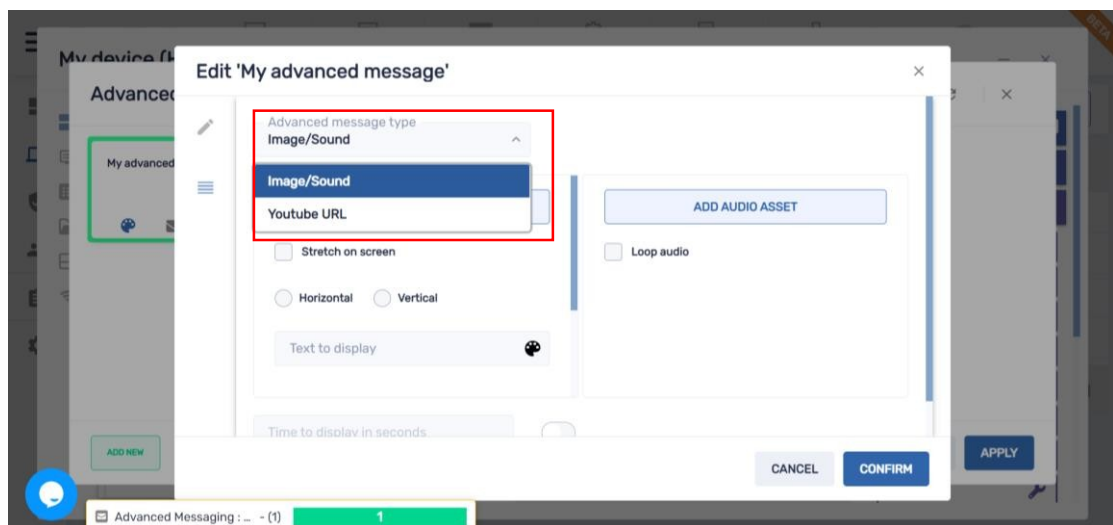 BETA
My device (H
Advanced
Edit 'My advanced message'
Advanced message type
Image/Sound
My advanced
Image/Sound
Youtube URL
ADD AUDIO ASSET
Stretch on screen
Loop audio
Horizontal
Vertical
Text to display
Time to display in seconds
ADD NEW
CANCEL
CONFIRM
APPLY
Advanced Messaging : ... - (1)
1